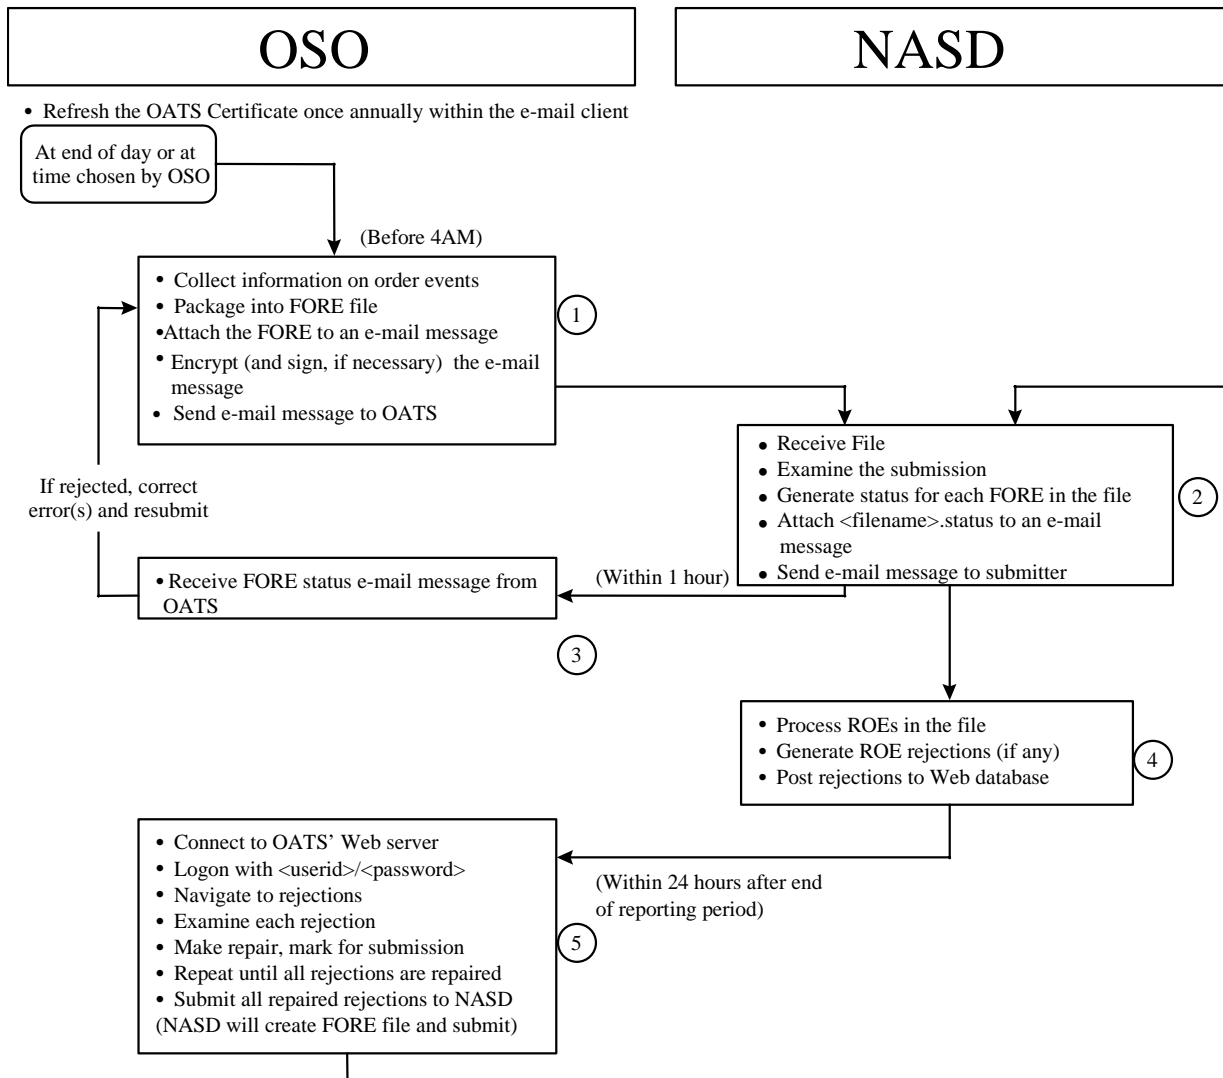 OSO
NASD
• Refresh the OATS Certificate once annually within the e-mail client
At end of day or at
time chosen by OSO
(Before 4AM)
• Collect information on order events
• Package into FORE file
•Attach the FORE to an e-mail message
• Encrypt (and sign, if necessary) the e-mail
message
• Send e-mail message to OATS
1
• Receive File
• Examine the submission
• Generate status for each FORE in the file
• Attach <filename>.status to an e-mail
message
• Send e-mail message to submitter
2
If rejected, correct
error(s) and resubmit
(Within 1 hour)
• Receive FORE status e-mail message from
OATS
3
• Process ROEs in the file
• Generate ROE rejections (if any)
• Post rejections to Web database
4
• Connect to OATS’ Web server
• Logon with <userid>/<password>
• Navigate to rejections
• Examine each rejection
• Make repair, mark for submission
• Repeat until all rejections are repaired
• Submit all repaired rejections to NASD
(NASD will create FORE file and submit)
(Within 24 hours after end
of reporting period)
5